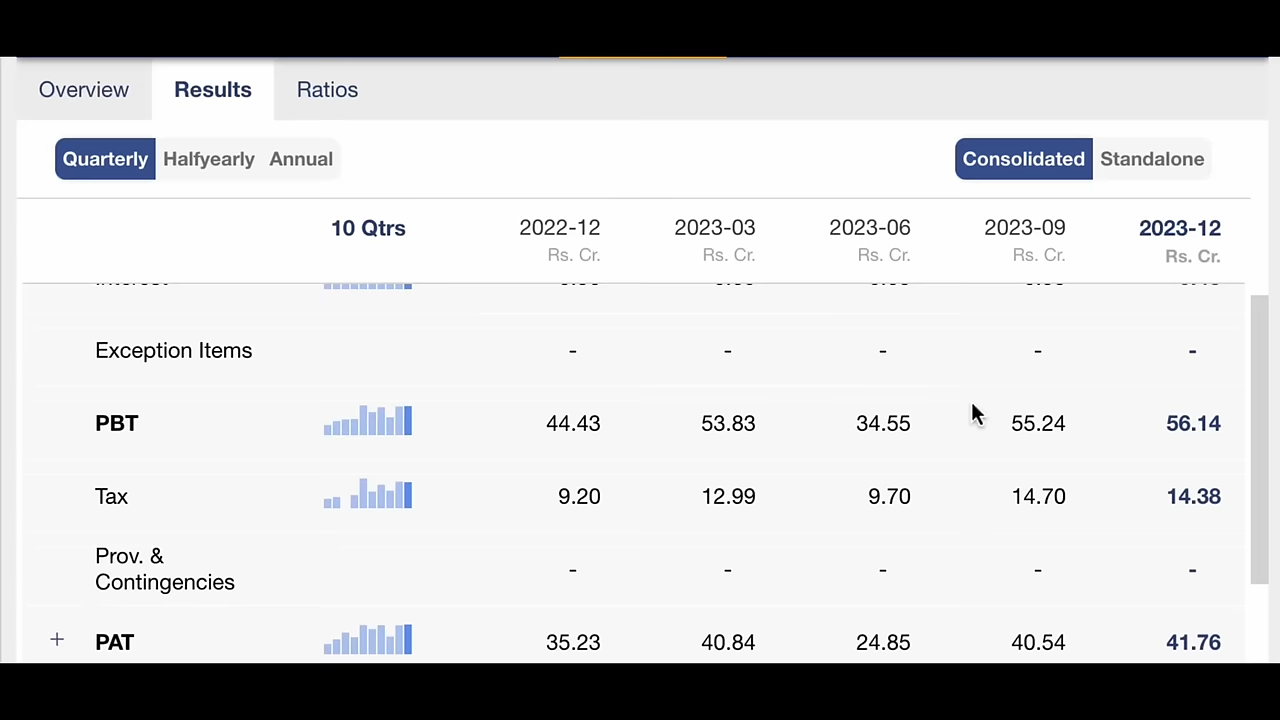 Overview Results Ratios
Quarterly Halfyearly Annual Consolidated Standalone
10 Qtrs 2022-12 2023-03 2023-06 2023-09 2023-12
Rs. Cr. Rs. Cr. Rs. Cr. Rs. Cr. Rs. Cr.
Exception Items - - - - -
PBT 44.43 53.83 34.55 55.24 56.14
Tax 9.20 12.99 9.70 14.70 14.38
Prov. &
Contingencies - - - - -
+ PAT 35.23 40.84 24.85 40.54 41.76